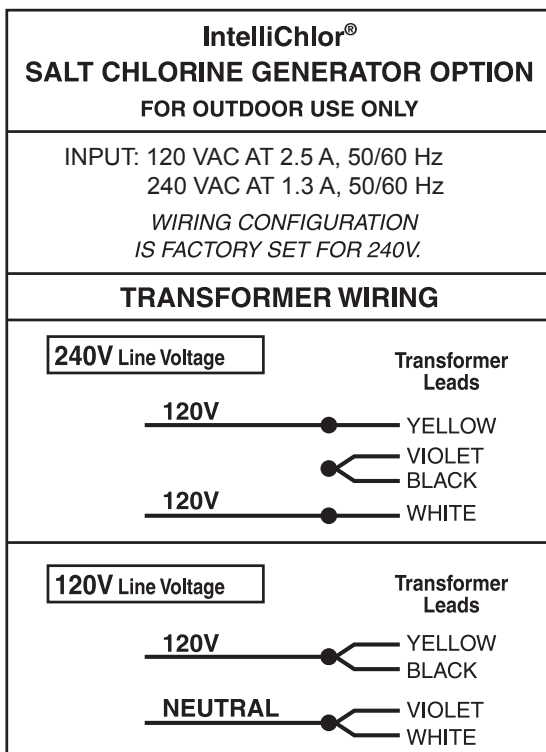 IntelliChlor®
SALT CHLORINE GENERATOR OPTION
FOR OUTDOOR USE ONLY
INPUT: 120 VAC AT 2.5 A, 50/60 Hz
240 VAC AT 1.3 A, 50/60 Hz
WIRING CONFIGURATION
IS FACTORY SET FOR 240V.
TRANSFORMER WIRING
240V Line Voltage
Transformer
Leads
120V
YELLOW
VIOLET
BLACK
120V
WHITE
120V Line Voltage
Transformer
Leads
120V
YELLOW
BLACK
NEUTRAL
VIOLET
WHITE